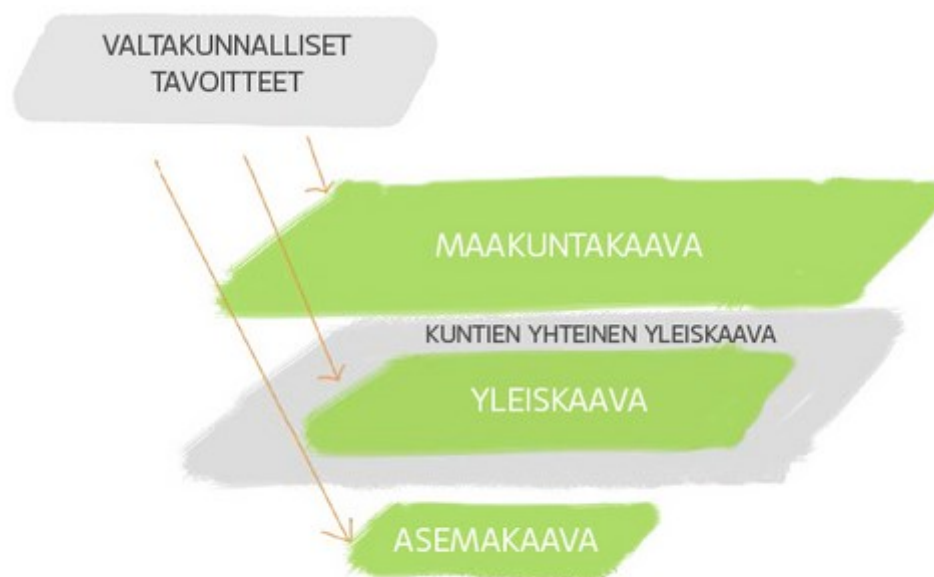 VALTAKUNNALLISET
TAVOITTEET
MAAKUNTAKAAVA
KUNTIEN YHTEINEN YLEISKAAVA
YLEISKAAVA
ASEMAKAAVA